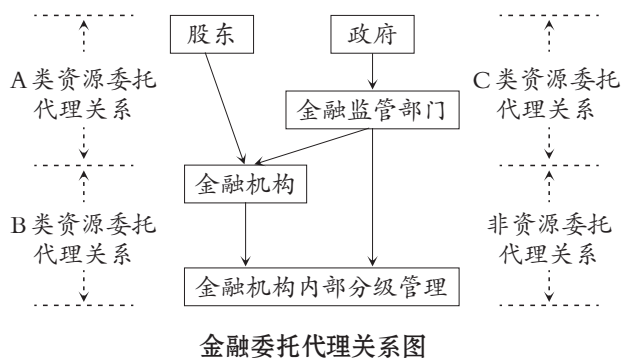 股东
政府
A类资源委托
代理关系
C类资源委托
代理关系
金融监管部门
金融机构
B类资源委托
代理关系
非资源委托
代理关系
金融机构内部分级管理
金融委托代理关系图